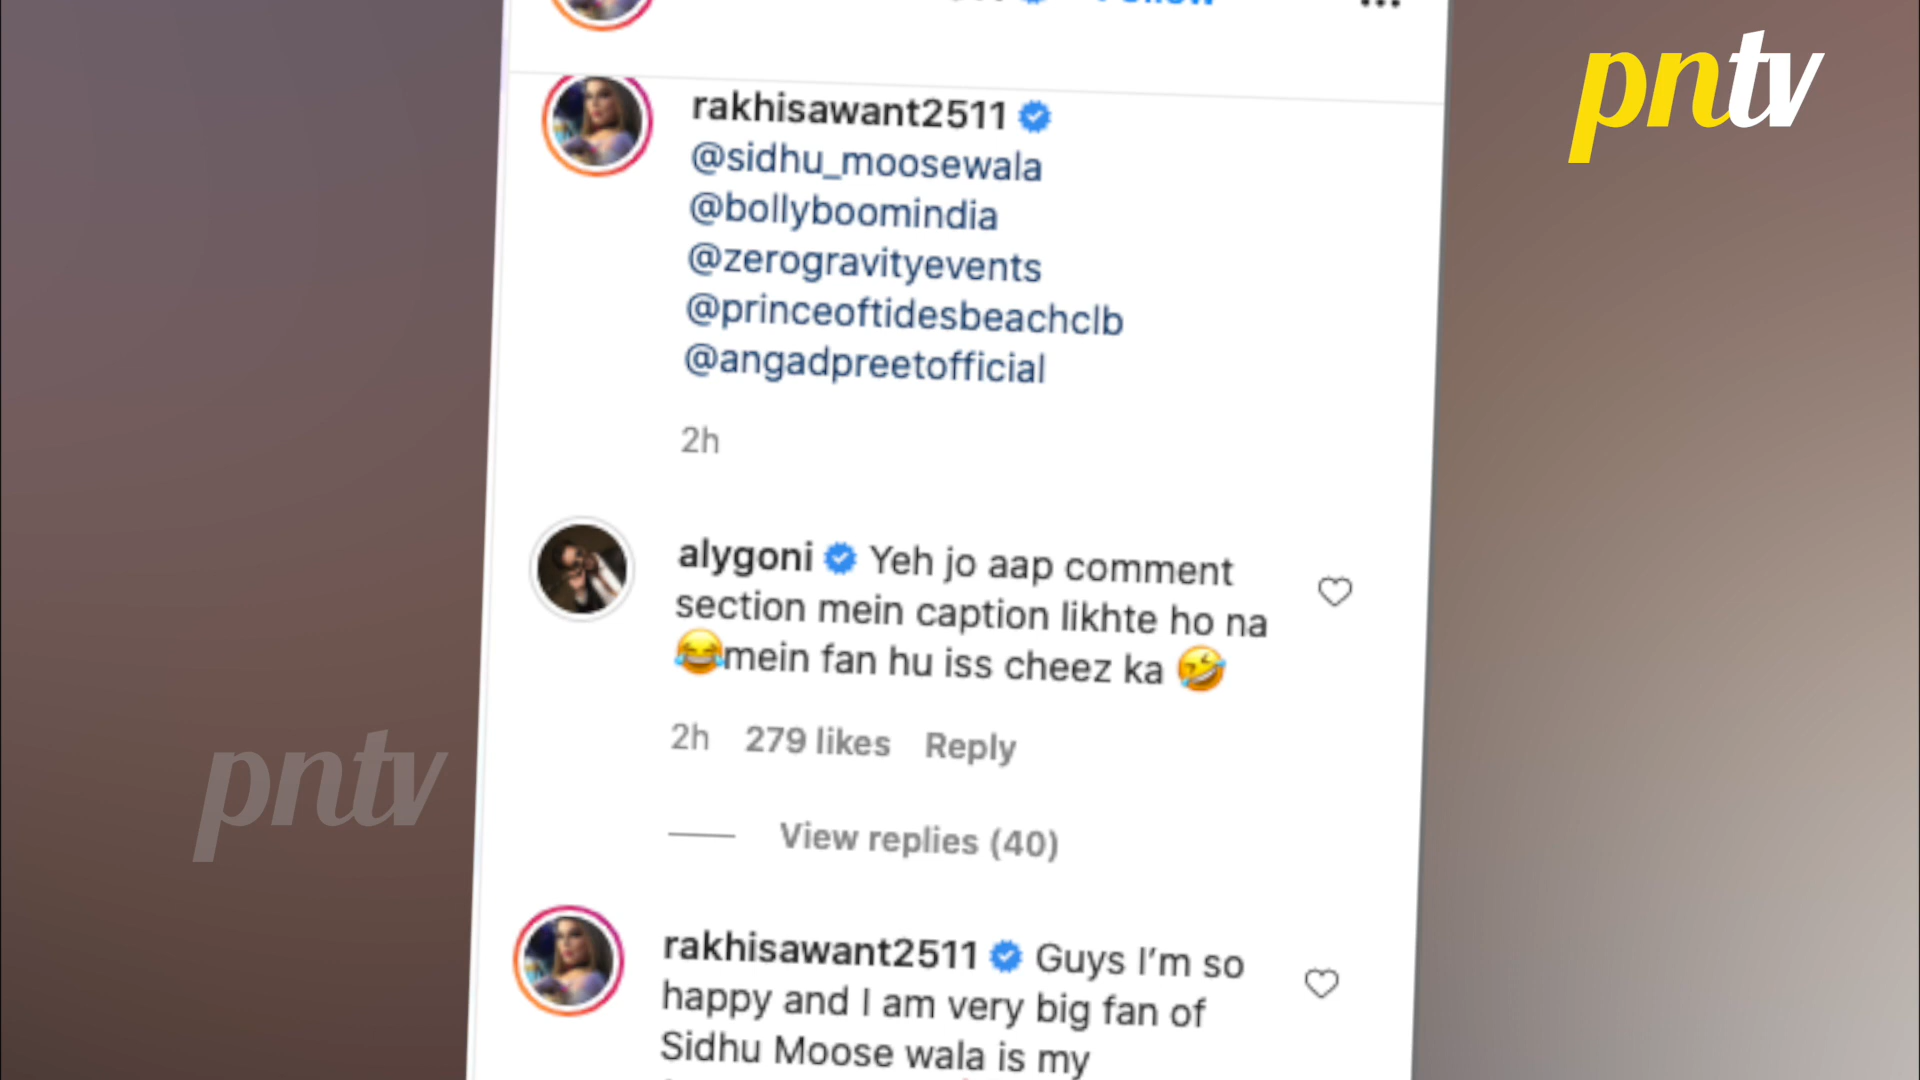 pntv
rakhisawant2511
@sidhu_moosewala
@bollyboomindia
@zerogravityevents
@princeoftidesbeachclb
@angadpreetofficial
2h
alygoni Yeh jo aap comment
section mein caption likhte ho na
😂mein fan hu iss cheez ka 🤣
2h 279 likes Reply
View replies (40)
pntv
rakhisawant2511 Guys I'm so
happy and I am very big fan of
Sidhu Moose wala is my